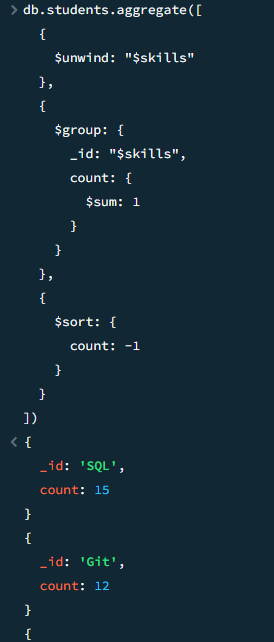 > db.students.aggregate([
{
$unwind: "$skills"
},
{
$group: {
_id: "$skills",
count: {
$sum: 1
}
}
},
{
$sort: {
count: -1
}
}
])
< {
_id: 'SQL',
count: 15
}
{
_id: 'Git',
count: 12
}
{